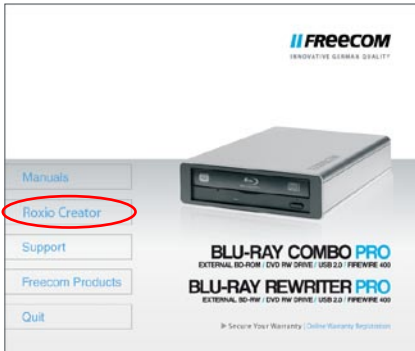 FREECOM
INNOVATIVE GERMAN QUALITY
Manuals
Roxio Creator
Support
Freecom Products
Quit
BLU-RAY COMBO PRO
EXTERNAL BD-ROM / DVD RW DRIVE / USB 2.0 / FIREWIRE 400
BLU-RAY REWRITER PRO
EXTERNAL BD-RW / DVD RW DRIVE / USB 2.0 / FIREWIRE 400
Secure Your Warranty | Online Warranty Registration